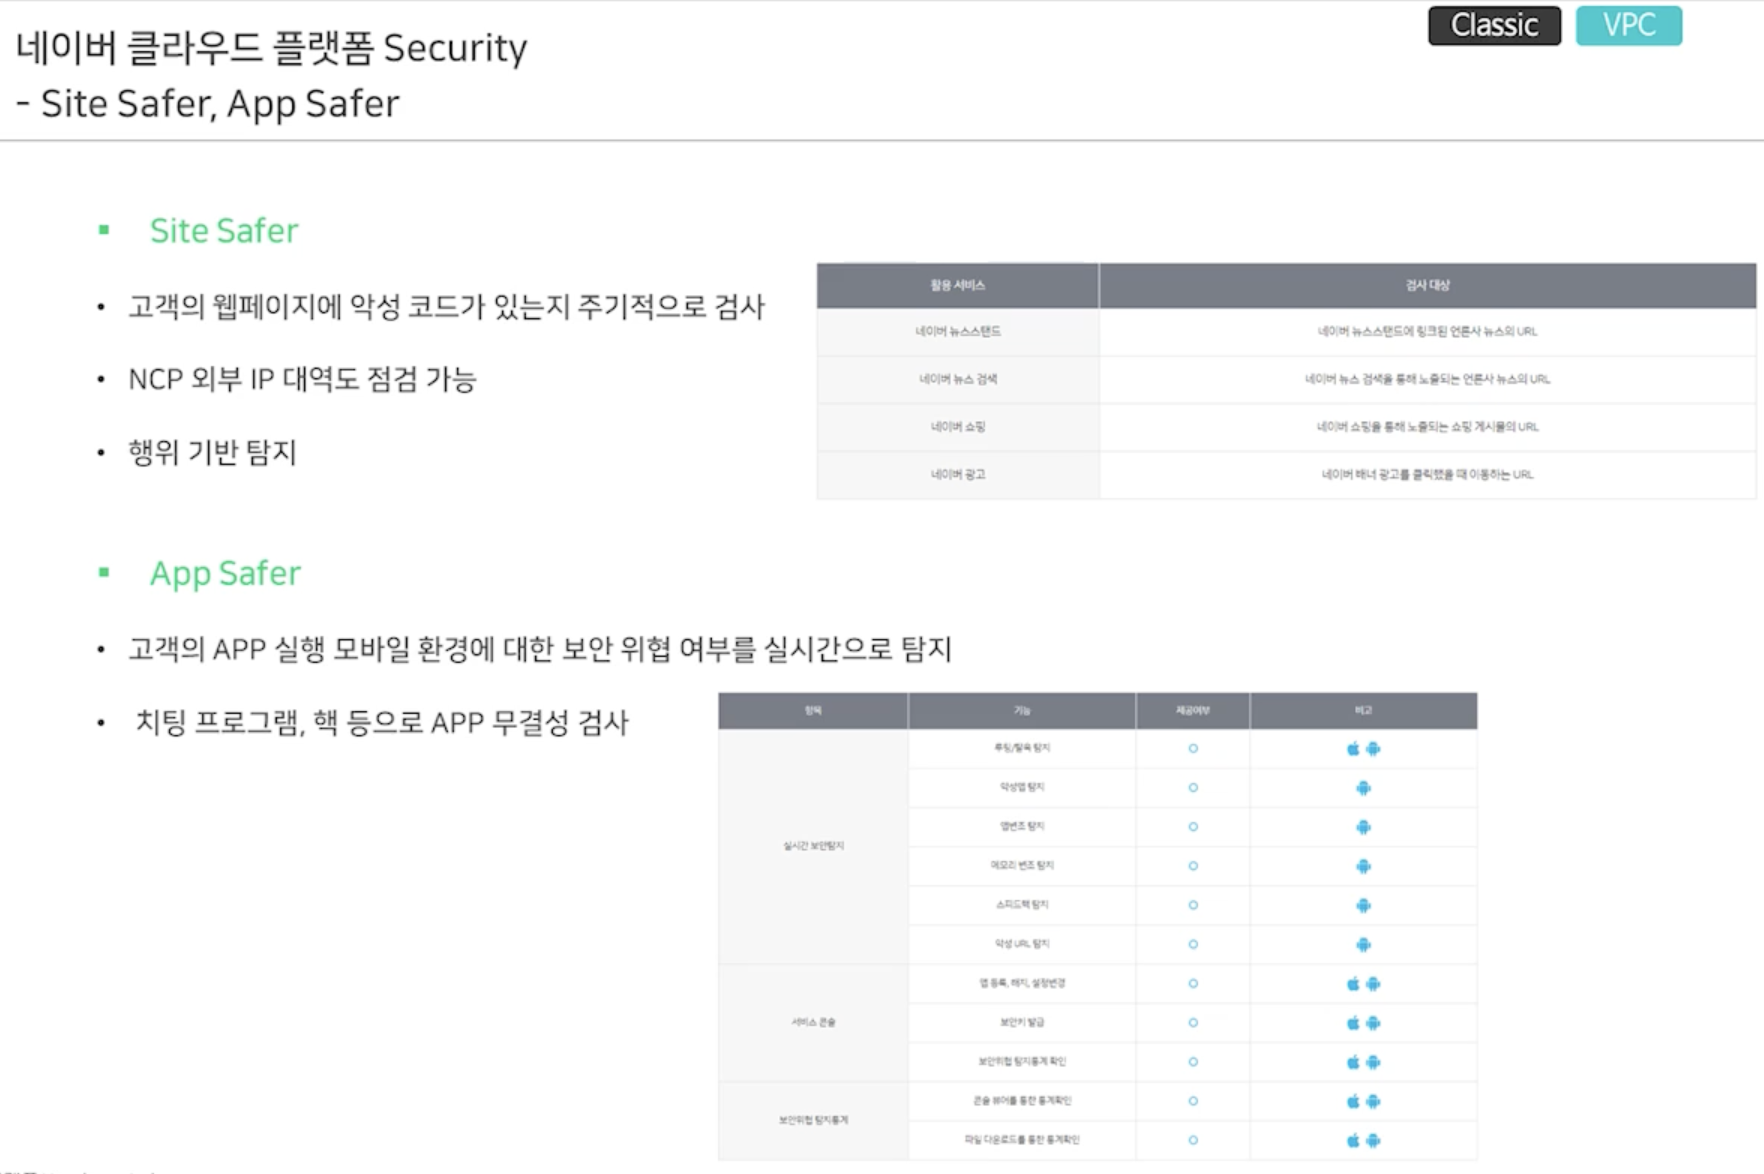 네이버 클라우드 플랫폼 Security
- Site Safer, App Safer
Classic
VPC
Site Safer
고객의 웹페이지에 악성 코드가 있는지 주기적으로 검사
NCP 외부 IP 대역도 점검 가능
행위 기반 탐지
활용 서비스 검사 대상
네이버 뉴스스탠드 네이버 뉴스스탠드에 링크된 언론사 뉴스의 URL
네이버 뉴스 검색 네이버 뉴스 검색을 통해 노출되는 언론사 뉴스의 URL
네이버 쇼핑 네이버 쇼핑을 통해 노출되는 쇼핑 게시물의 URL
네이버 광고 네이버 배너 광고를 클릭했을 때 이동하는 URL
App Safer
고객의 APP 실행 모바일 환경에 대한 보안 위협 여부를 실시간으로 탐지
치팅 프로그램, 핵 등으로 APP 무결성 검사
항목 기능 제공여부 비고
루팅/탈옥 탐지
악성앱 탐지
앱변조 탐지
실시간 보안탐지
메모리 변조 탐지
스피드핵 탐지
악성 URL 탐지
앱 등록, 해지, 설정변경
서비스 콘솔 보안키 발급
보안위협 탐지통계 확인
콘솔 뷰어를 통한 통계확인
보안위협 탐지통계
파일 다운로드를 통한 통계확인